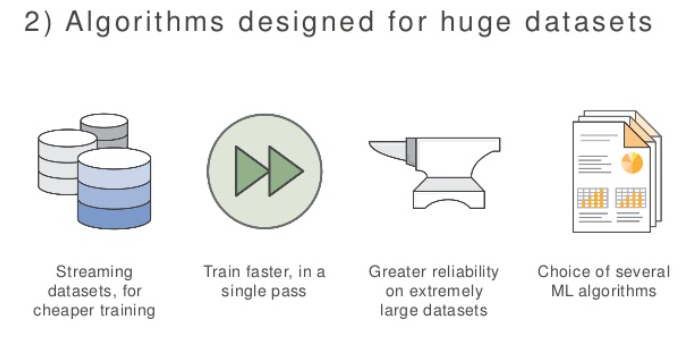 2) Algorithms designed for huge datasets
Streaming
datasets, for
cheaper training
Train faster, in a
single pass
Greater reliability
on extremely
large datasets
Choice of several
ML algorithms